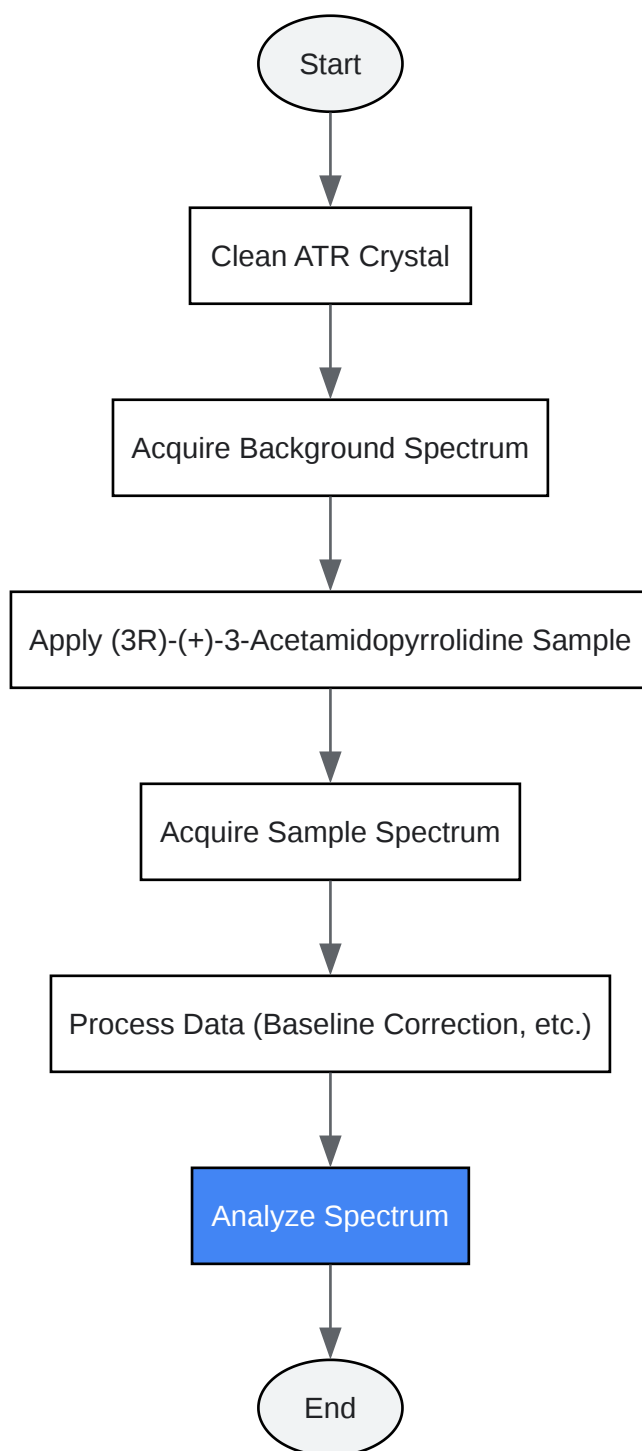 Start
Clean ATR Crystal
Acquire Background Spectrum
Apply (3R)-(+)-3-Acetamidopyrrolidine Sample
Acquire Sample Spectrum
Process Data (Baseline Correction, etc.)
Analyze Spectrum
End